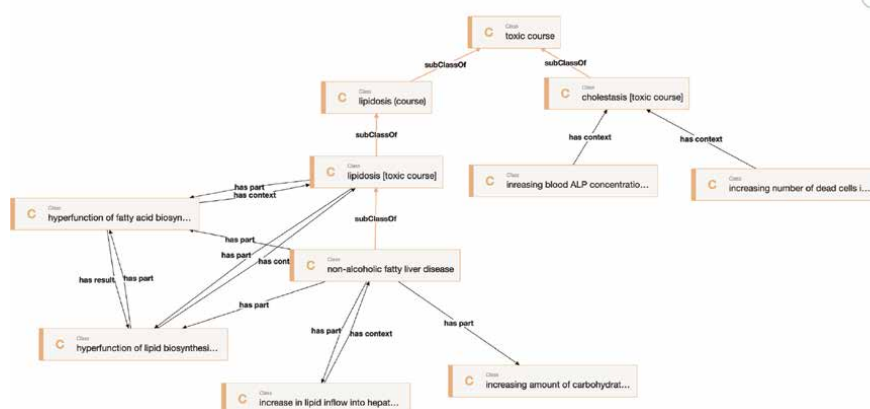 Class
C toxic course
subClassOf
subClassOf
Class
C lipidosis (course)
Class
C cholestasis [toxic course]
subClassOf
has context
has context
Class
C lipidosis [toxic course]
Class
C inreasing blood ALP concentratio...
Class
C increasing number of dead cells i...
has part
has context
Class
C hyperfunction of fatty acid biosyn...
subClassOf
has part
has part
has cont
Class
C non-alcoholic fatty liver disease
has result
has part
has part
has part
has part
has context
Class
C hyperfunction of lipid biosynthesi...
Class
C increasing amount of carbohydrat...
Class
C increase in lipid inflow into hepat...